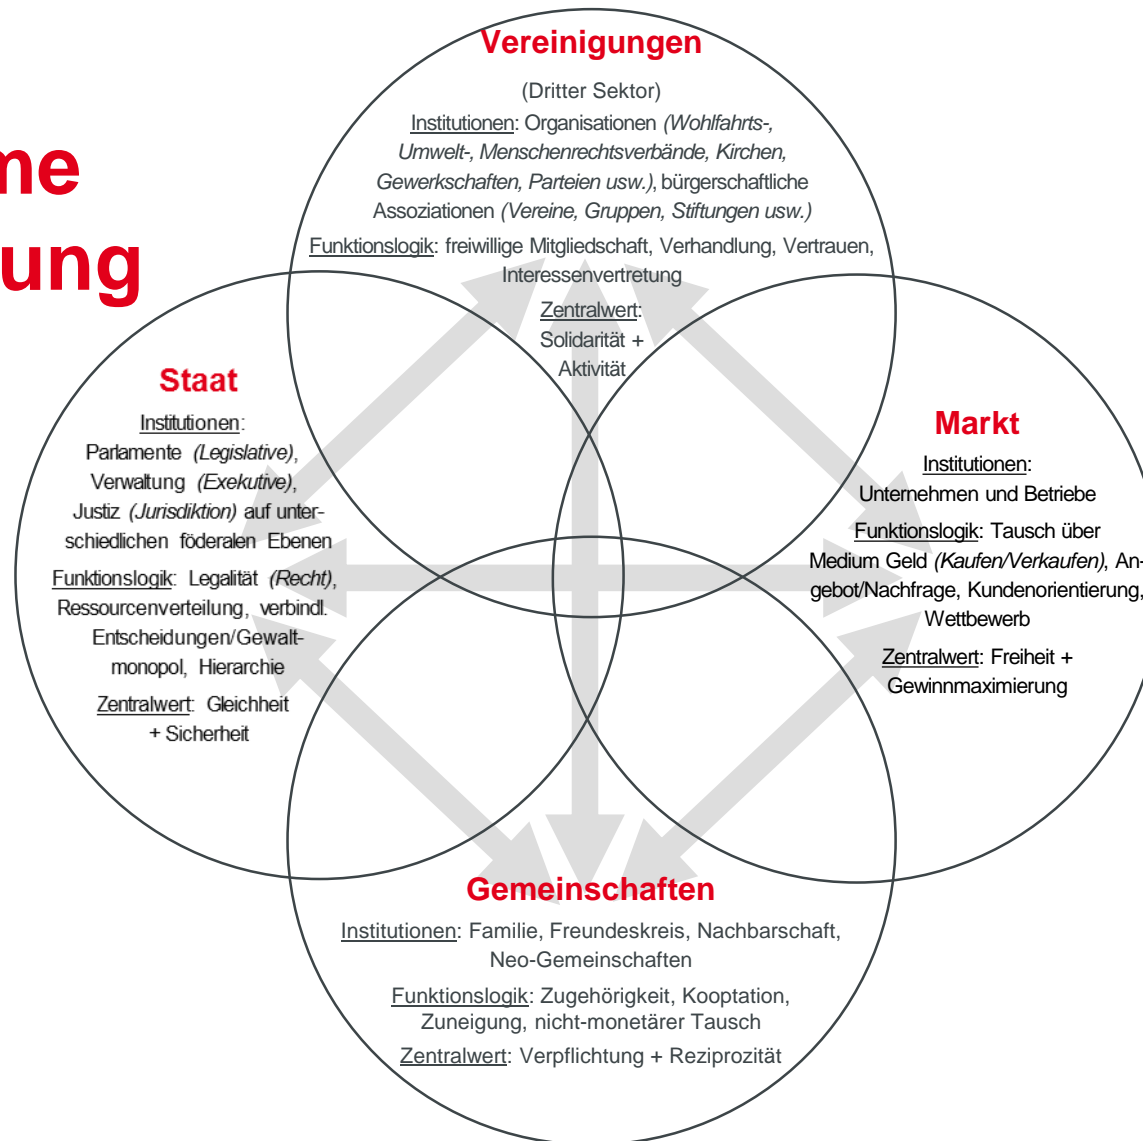 Vereinigungen
(Dritter Sektor)
Institutionen: Organisationen (Wohlfahrts-,
Umwelt-, Menschenrechtsverbände, Kirchen,
Gewerkschaften, Parteien usw.), bürgerschaftliche
Assoziationen (Vereine, Gruppen, Stiftungen usw.)
Funktionslogik: freiwillige Mitgliedschaft, Verhandlung, Vertrauen,
Interessenvertretung
Zentralwert:
Solidarität +
Aktivität
me
ung
Staat
Institutionen:
Parlamente (Legislative),
Verwaltung (Exekutive),
Justiz (Jurisdiktion) auf unter-
schiedlichen föderalen Ebenen
Funktionslogik: Legalität (Recht),
Ressourcenverteilung, verbindl.
Entscheidungen/Gewalt-
monopol, Hierarchie
Zentralwert: Gleichheit
+ Sicherheit
Markt
Institutionen:
Unternehmen und Betriebe
Funktionslogik: Tausch über
Medium Geld (Kaufen/Verkaufen), An-
gebot/Nachfrage, Kundenorientierung,
Wettbewerb
Zentralwert: Freiheit +
Gewinnmaximierung
Gemeinschaften
Institutionen: Familie, Freundeskreis, Nachbarschaft,
Neo-Gemeinschaften
Funktionslogik: Zugehörigkeit, Kooptation,
Zuneigung, nicht-monetärer Tausch
Zentralwert: Verpflichtung + Reziprozität